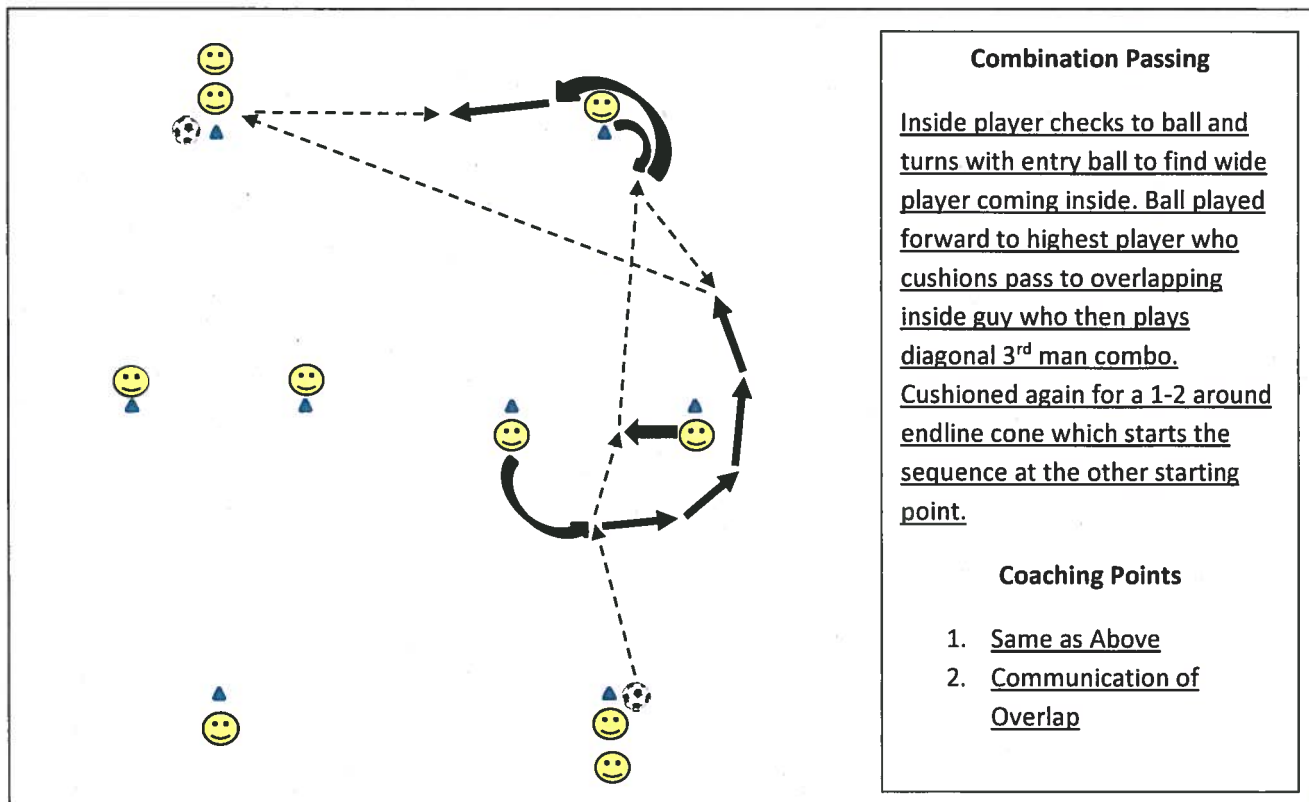 Combination Passing
Inside player checks to ball and
turns with entry ball to find wide
player coming inside. Ball played
forward to highest player who
cushions pass to overlapping
inside guy who then plays
diagonal 3rd man combo.
Cushioned again for a 1-2 around
endline cone which starts the
sequence at the other starting
point.
Coaching Points
1. Same as Above
2. Communication of
Overlap